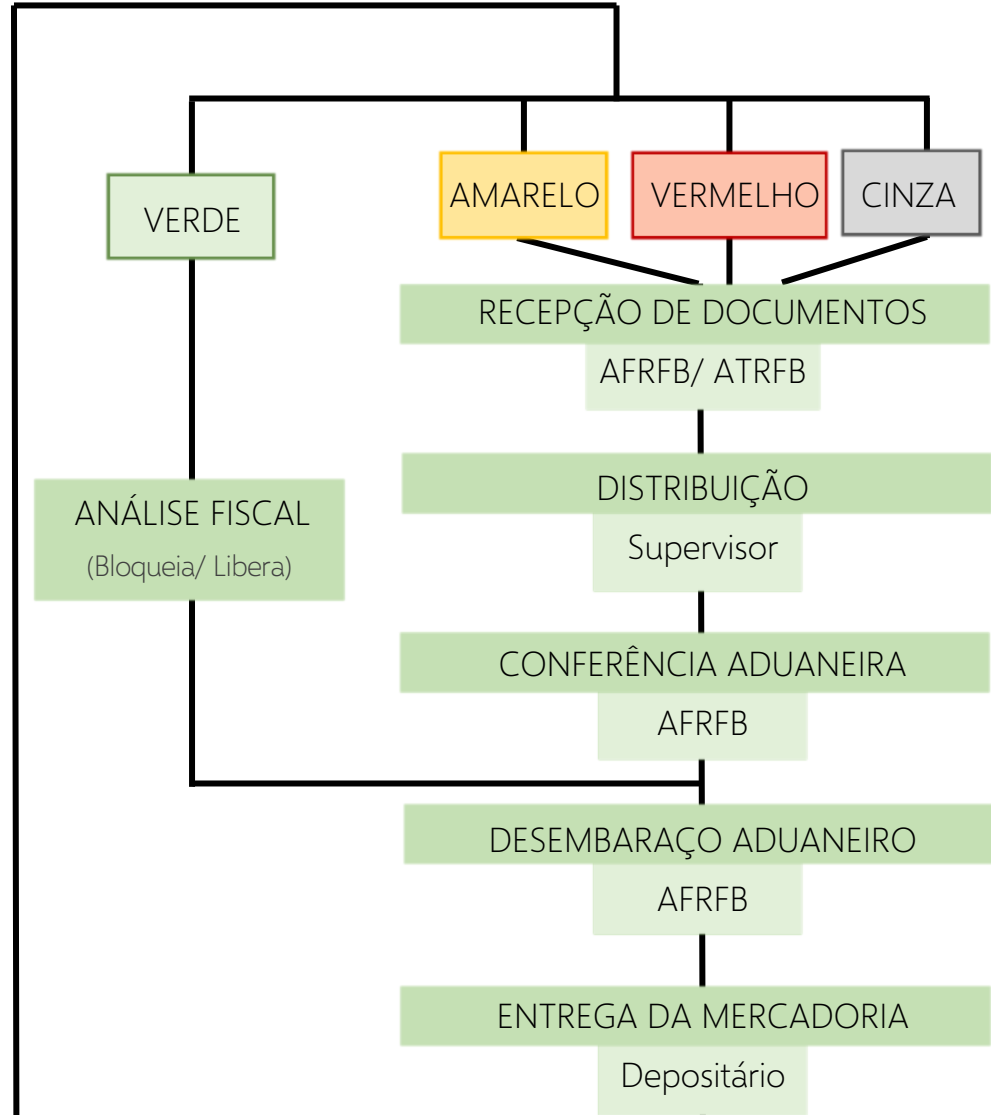 VERDE
AMARELO
VERMELHO
CINZA
RECEPÇÃO DE DOCUMENTOS
AFRFB/ ATRFB
DISTRIBUIÇÃO
Supervisor
ANÁLISE FISCAL
(Bloqueia/ Libera)
CONFERÊNCIA ADUANEIRA
AFRFB
DESEMBARAÇO ADUANEIRO
AFRFB
ENTREGA DA MERCADORIA
Depositário